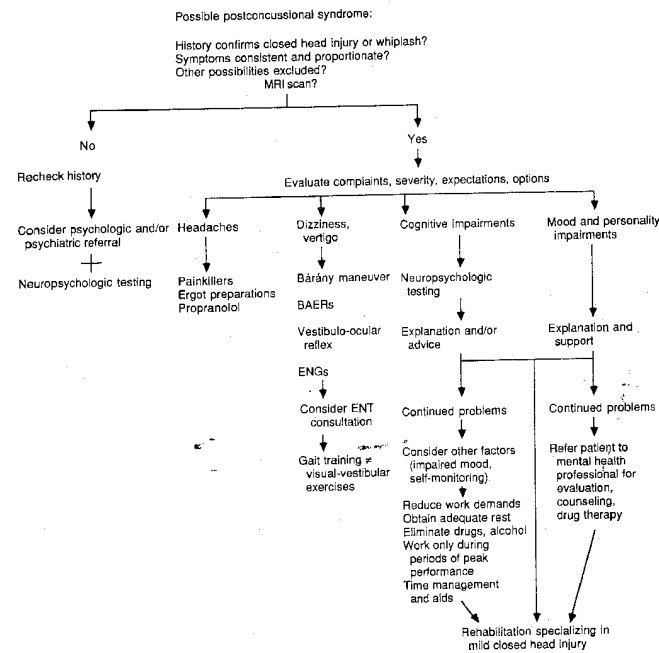 Possible postconcussional syndrome:
History confirms closed head injury or whiplash?
Symptoms consistent and proportionate?
Other possibilities excluded?
MRI scan?
No
Yes
Recheck history
Evaluate complaints, severity, expectations, options
Consider psychologic and/or
psychiatric referral
+
Neuropsychologic testing
Headaches
Painkillers
Ergot preparations
Propranolol
Dizziness,
vertigo
Bárány maneuver
BAERs
Vestibulo-ocular
reflex
ENGs
Consider ENT
consultation
Gait training ≠
visual-vestibular
exercises
Cognitive impairments
Neuropsychologic
testing
Explanation and/or
advice
Continued problems
Consider other factors
(impaired mood,
self-monitoring)
Reduce work demands
Obtain adequate rest
Eliminate drugs, alcohol
Work only during
periods of peak
performance
Time management
and aids
Mood and personality
impairments
Explanation and
support
Continued problems
Refer patient to
mental health
professional for
evaluation,
counseling,
drug therapy
Rehabilitation specializing in
mild closed head injury